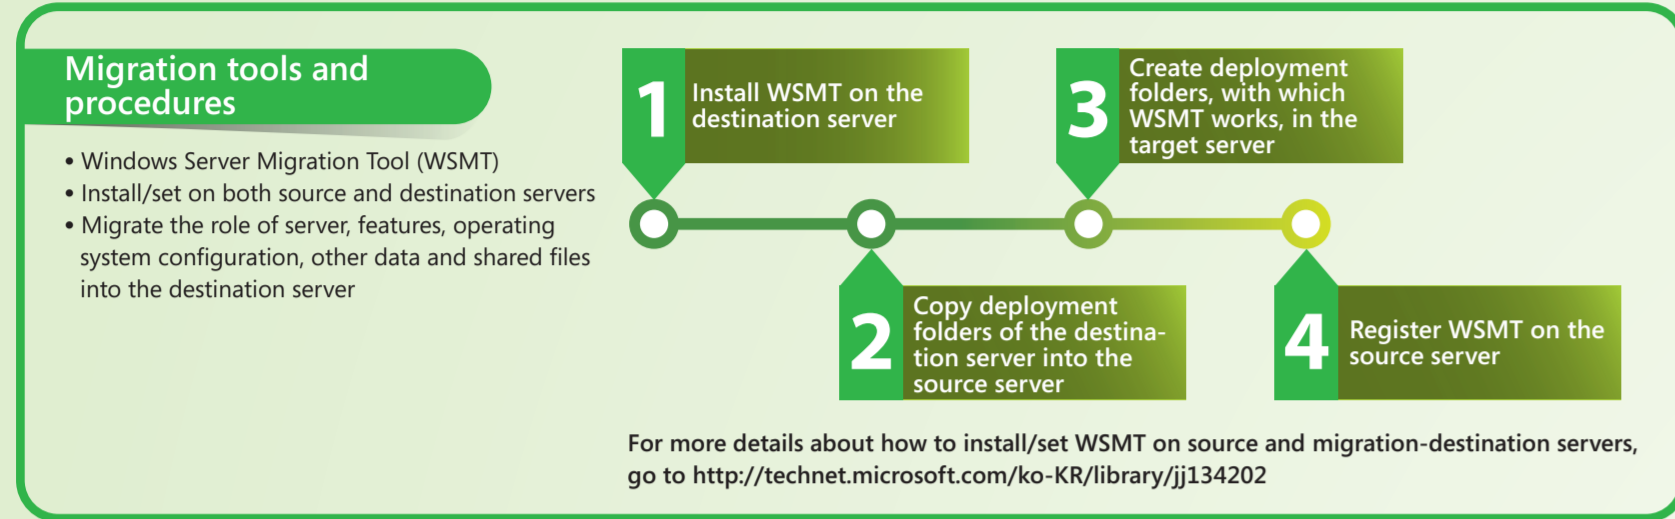 Migration tools and
procedures
• Windows Server Migration Tool (WSMT)
• Install/set on both source and destination servers
• Migrate the role of server, features, operating
system configuration, other data and shared files
into the destination server
1
Install WSMT on the
destination server
2
Copy deployment
folders of the destina-
tion server into the
source server
3
Create deployment
folders, with which
WSMT works, in the
target server
4
Register WSMT on the
source server
For more details about how to install/set WSMT on source and migration-destination servers,
go to http://technet.microsoft.com/ko-KR/library/jj134202